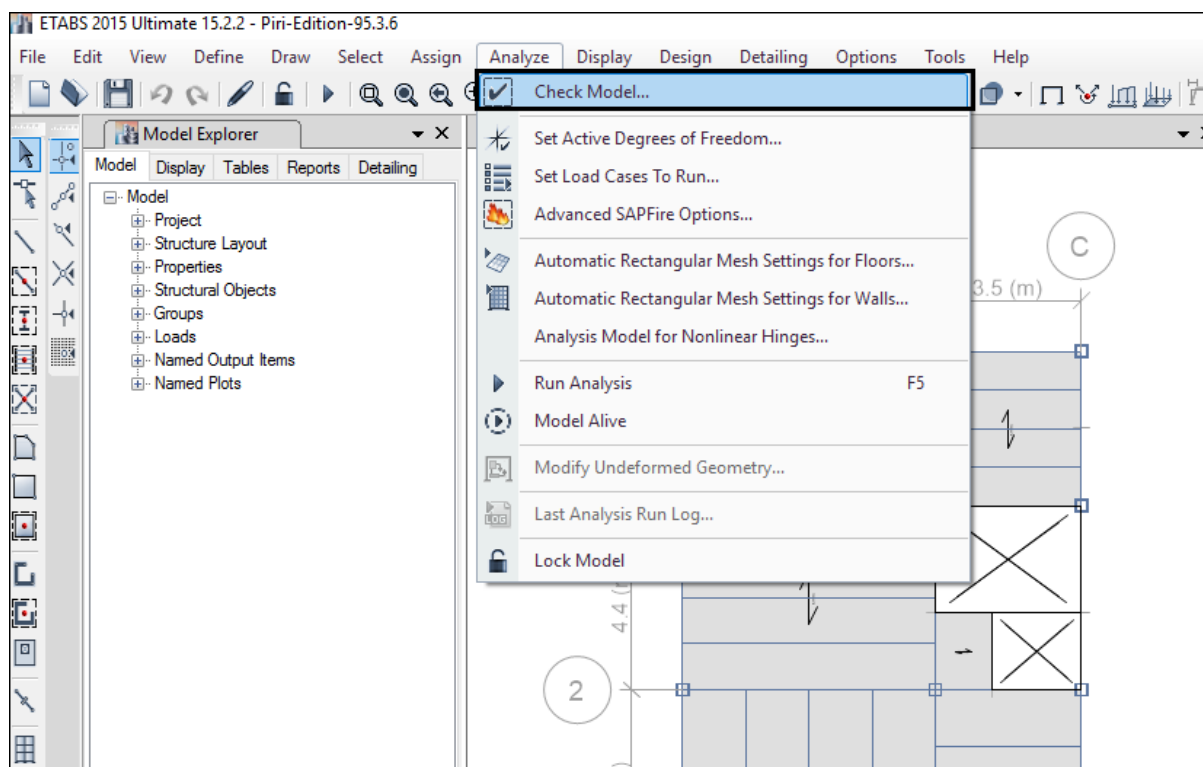 ETABS 2015 Ultimate 15.2.2 - Piri-Edition-95.3.6
File Edit View Define Draw Select Assign Analyze Display Design Detailing Options Tools Help
Model Explorer
Model Display Tables Reports Detailing
Model
Project
Structure Layout
Properties
Structural Objects
Groups
Loads
Named Output Items
Named Plots
Check Model...
Set Active Degrees of Freedom...
Set Load Cases To Run...
Advanced SAPFire Options...
Automatic Rectangular Mesh Settings for Floors...
Automatic Rectangular Mesh Settings for Walls...
Analysis Model for Nonlinear Hinges...
Run Analysis F5
Model Alive
Modify Undeformed Geometry...
LOG
Last Analysis Run Log...
Lock Model
C
3.5 (m)
4.4
2